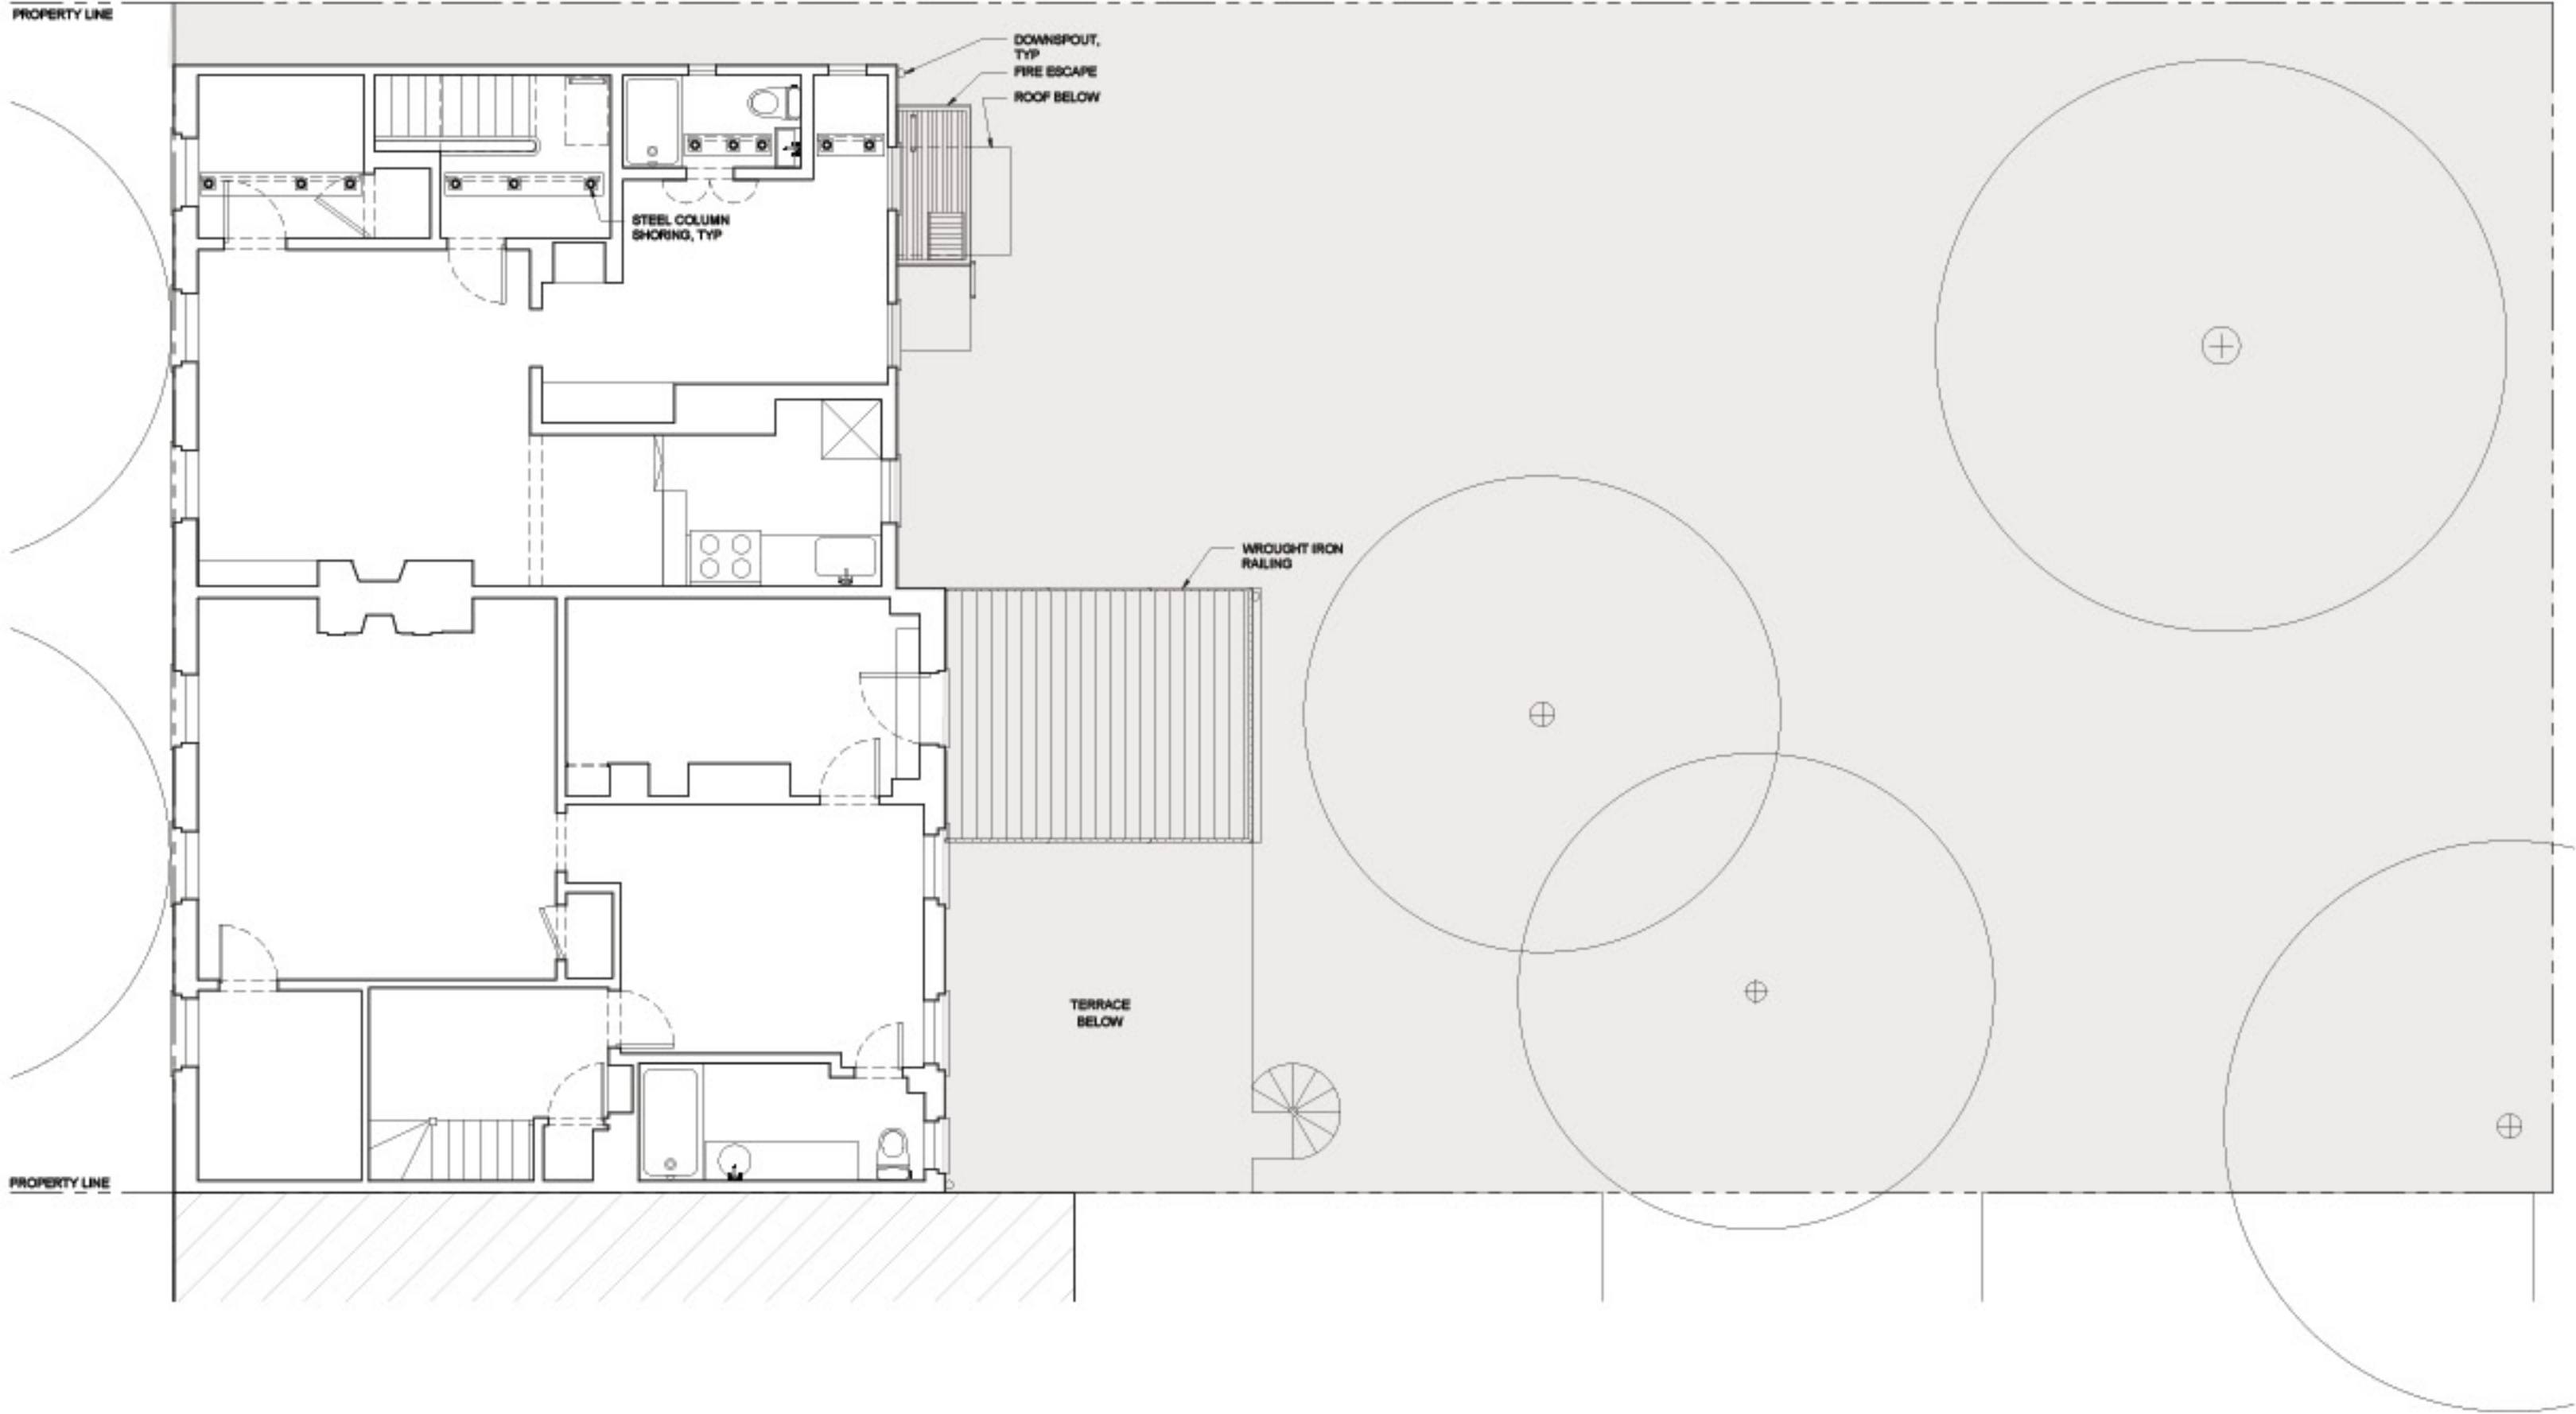 PROPERTY LINE
DOWNSPOUT,
TYP
FIRE ESCAPE
ROOF BELOW
STEEL COLUMN
SHORING, TYP
WROUGHT IRON
RAILING
TERRACE
BELOW
PROPERTY LINE